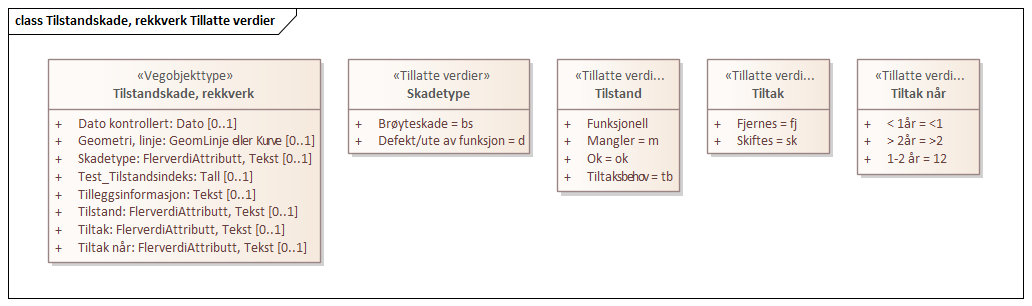 class Tilstandskade, rekkverk Tillatte verdier
«Vegobjekttype»
Tilstandskade, rekkverk
+ Dato kontrollert: Dato [0..1]
+ Geometri, linje: GeomLinje eller Kurve [0..1]
+ Skadetype: FlerverdiAttributt, Tekst [0..1]
+ Test_Tilstandsindeks: Tall [0..1]
+ Tilleggsinformasjon: Tekst [0..1]
+ Tilstand: FlerverdiAttributt, Tekst [0..1]
+ Tiltak: FlerverdiAttributt, Tekst [0..1]
+ Tiltak når: FlerverdiAttributt, Tekst [0..1]
«Tillatte verdier»
Skadetype
+ Brøyteskade = bs
+ Defekt/ute av funksjon = d
«Tillatte verdi...
Tilstand
+ Funksjonell
+ Mangler = m
+ Ok = ok
+ Tiltaksbehov = tb
«Tillatte verdi...
Tiltak
+ Fjernes = fj
+ Skiftes = sk
«Tillatte verdi...
Tiltak når
+ < 1år = <1
+ > 2år = >2
+ 1-2 år = 12